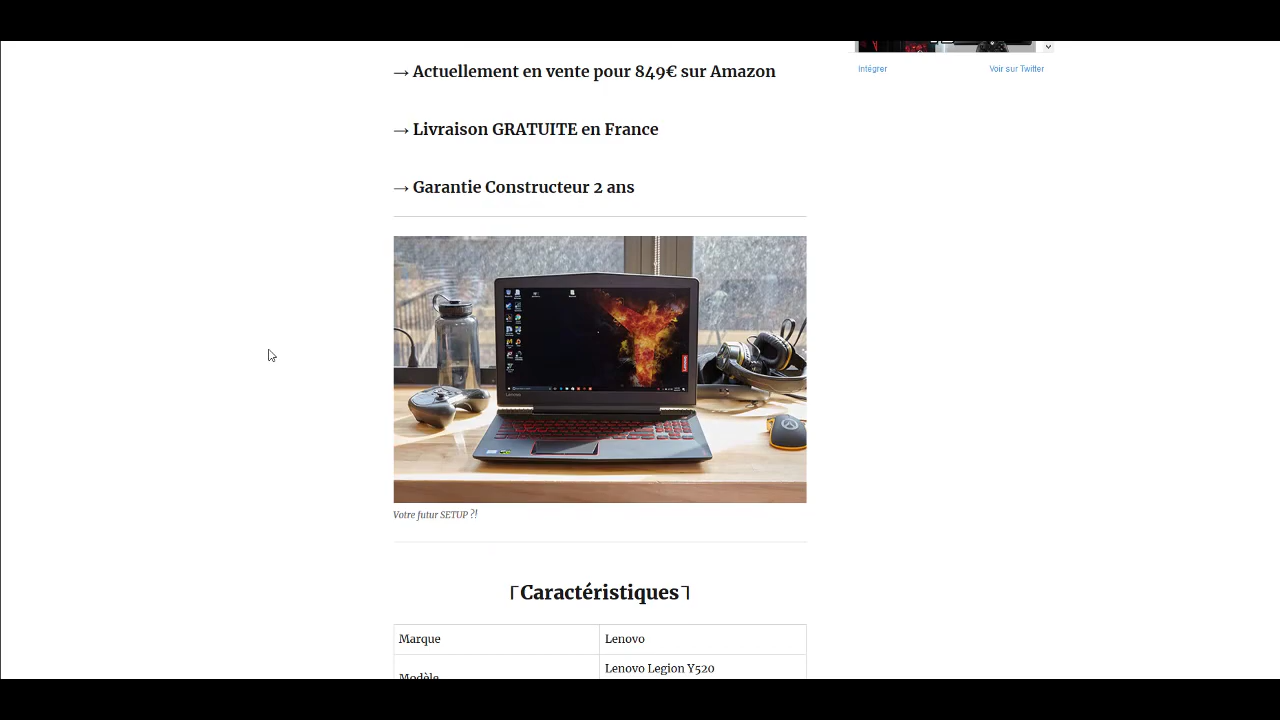 Intégrer
Voir sur Twitter
→ Actuellement en vente pour 849€ sur Amazon
→ Livraison GRATUITE en France
→ Garantie Constructeur 2 ans
Votre futur SETUP ?!
「Caractéristiques」
Marque
Lenovo
Modèle
Lenovo Legion Y520